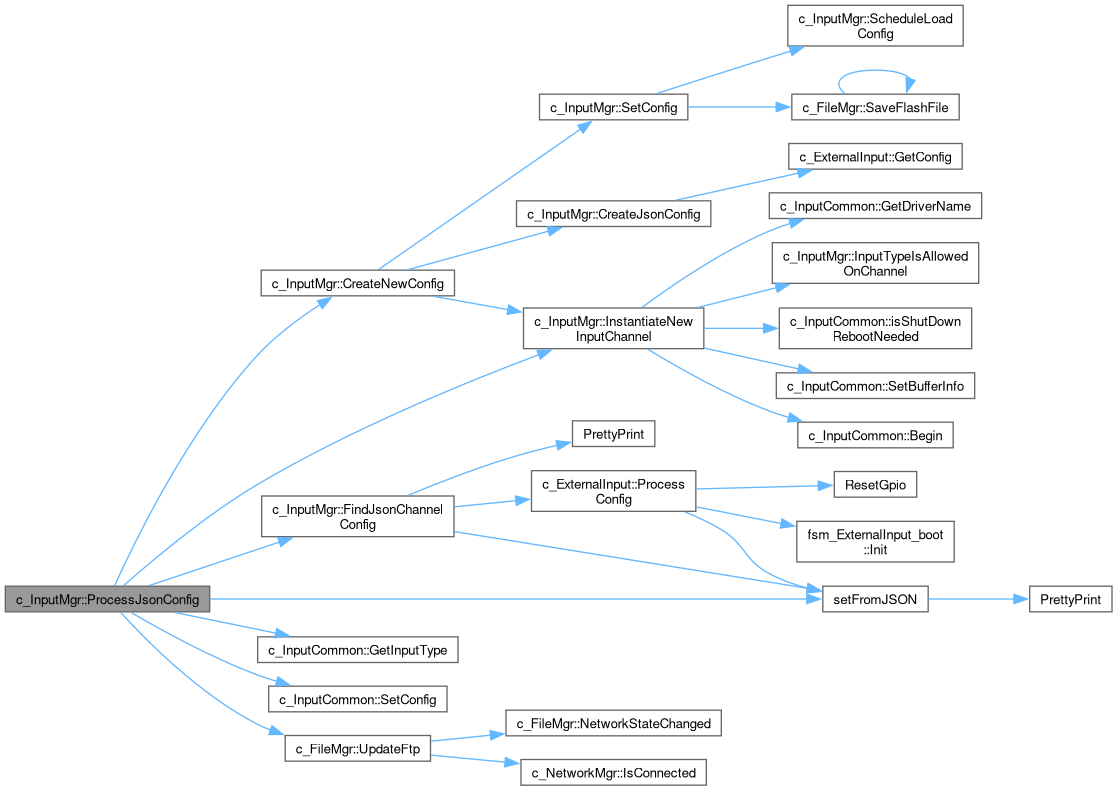 c_InputMgr::ScheduleLoad
Config
c_InputMgr::SetConfig
c_FileMgr::SaveFlashFile
c_ExternalInput::GetConfig
c_InputMgr::CreateJsonConfig
c_InputCommon::GetDriverName
c_InputMgr::InputTypeIsAllowed
OnChannel
c_InputMgr::CreateNewConfig
c_InputMgr::InstantiateNew
InputChannel
c_InputCommon::isShutDown
RebootNeeded
c_InputCommon::SetBufferInfo
c_InputCommon::Begin
PrettyPrint
c_ExternalInput::Process
Config
ResetGpio
c_InputMgr::FindJsonChannel
Config
fsm_ExternalInput_boot
::Init
c_InputMgr::ProcessJsonConfig
setFromJSON
PrettyPrint
c_InputCommon::GetInputType
c_InputCommon::SetConfig
c_FileMgr::NetworkStateChanged
c_FileMgr::UpdateFtp
c_NetworkMgr::IsConnected